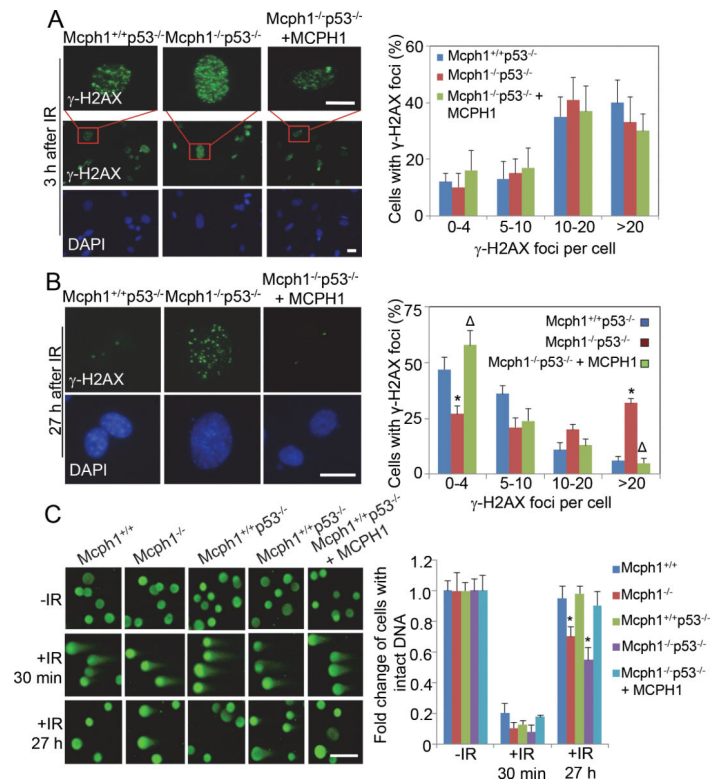 A
Mcph1+/+p53-/- Mcph1-/-p53-/- Mcph1-/-p53-/-
+MCPH1
3 h after IR
γ-H2AX
γ-H2AX
DAPI
Cells with γ-H2AX foci (%)
60
40
20
0
Mcph1+/+p53-/-
Mcph1-/-p53-/-
Mcph1-/-p53-/- +
MCPH1
0-4 5-10 10-20 >20
γ-H2AX foci per cell
B
Mcph1+/+p53-/- Mcph1-/-p53-/- Mcph1-/-p53-/-
+ MCPH1
27 h after IR
γ-H2AX
DAPI
Cells with γ-H2AX foci (%)
75
50
25
0
Mcph1+/+p53-/-
Mcph1-/-p53-/-
Mcph1-/-p53-/- + MCPH1
Δ
*
*
Δ
0-4 5-10 10-20 >20
γ-H2AX foci per cell
C
Mcph1+/+ Mcph1-/- Mcph1+/+p53-/- Mcph1+/+p53-/- Mcph1+/+p53-/-
+ MCPH1
-IR
+IR
30 min
+IR
27 h
Fold change of cells with
intact DNA
1.2
1.0
0.8
0.6
0.4
0.2
0
Mcph1+/+
Mcph1-/-
Mcph1+/+p53-/-
Mcph1-/-p53-/-
Mcph1-/-p53-/-
+ MCPH1
*
*
-IR +IR +IR
30 min 27 h